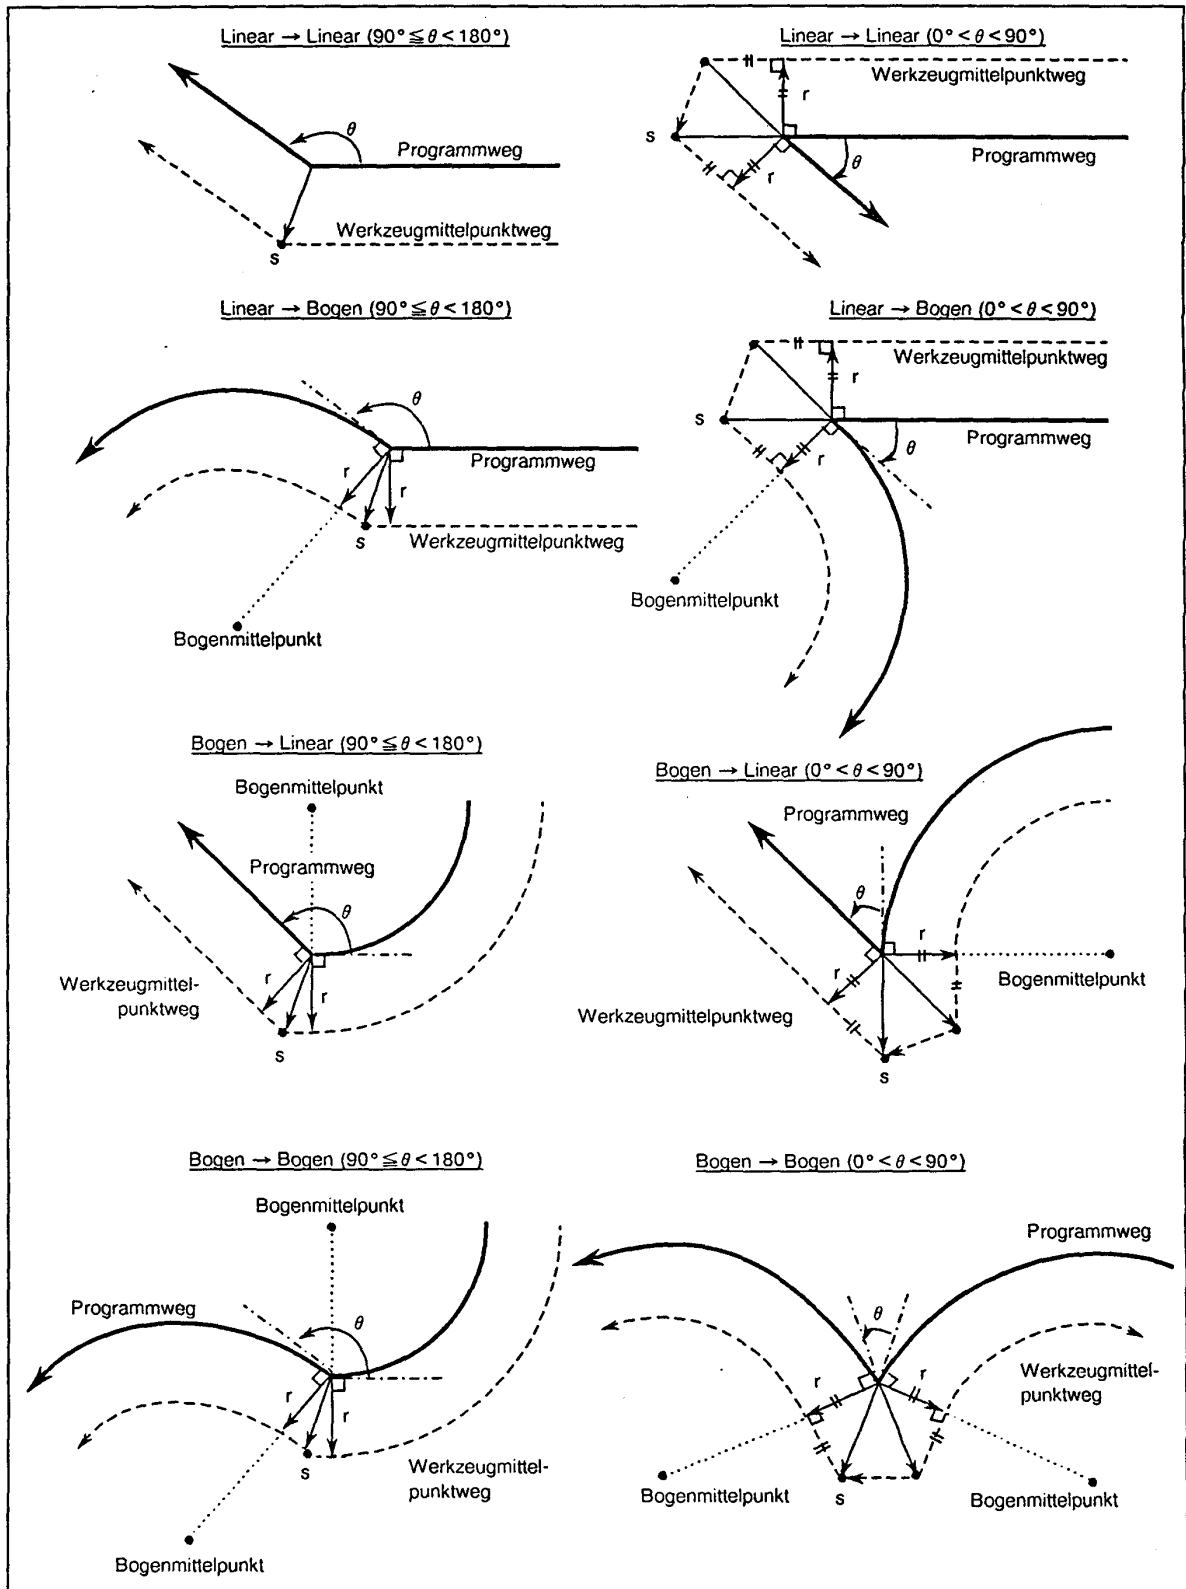 Linear → Linear (90° ≦ θ < 180°)
θ
Programmweg
Werkzeugmittelpunktweg
s
Linear → Linear (0° < θ < 90°)
Werkzeugmittelpunktweg
r
s
Programmweg
θ
r
Linear → Bogen (90° ≦ θ < 180°)
θ
Programmweg
r
r
s
Werkzeugmittelpunktweg
Bogenmittelpunkt
Linear → Bogen (0° < θ < 90°)
Werkzeugmittelpunktweg
r
s
Programmweg
θ
r
Bogenmittelpunkt
Bogen → Linear (90° ≦ θ < 180°)
Bogenmittelpunkt
Programmweg
θ
r
r
Werkzeugmittel-
punktweg
s
Bogen → Linear (0° < θ < 90°)
Programmweg
θ
r
r
Bogenmittelpunkt
Werkzeugmittelpunktweg
s
Bogen → Bogen (90° ≦ θ < 180°)
Bogenmittelpunkt
Programmweg
θ
r
r
s
Werkzeugmittel-
punktweg
Bogenmittelpunkt
Bogen → Bogen (0° < θ < 90°)
Programmweg
θ
r
r
Werkzeugmittel-
punktweg
Bogenmittelpunkt
s
Bogenmittelpunkt